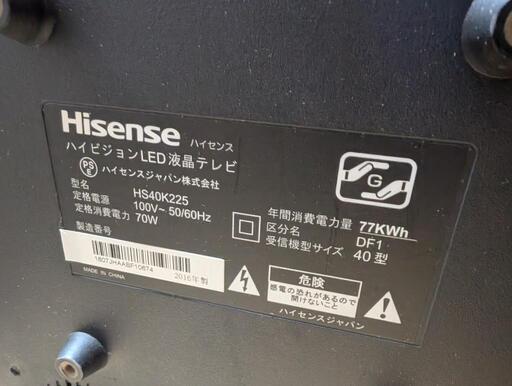 Hisense ハイセンス
ハイビジョンLED液晶テレビ
PS E ハイセンスジャパン株式会社
型名 HS40K225
定格電源 100V~50/60Hz
定格消費電力 70W
製造番号
1607JHAABF10674
MADE IN CHINA 2016年製
G
年間消費電力量 77KWh
区分名 DF1
受信機型サイズ 40型
危険
感電の恐れがあるので
開けないこと
ハイセンスジャパン